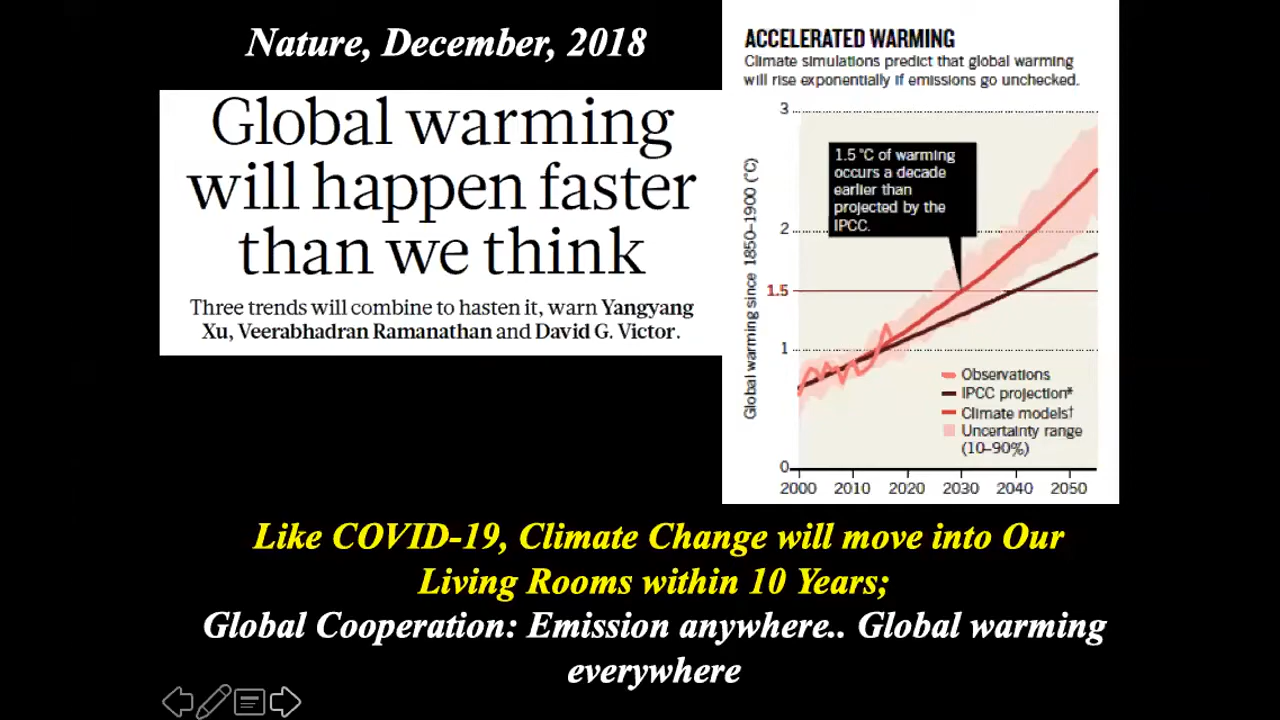 Nature, December, 2018
Global warming
will happen faster
than we think
Three trends will combine to hasten it, warn Yangyang
Xu, Veerabhadran Ramanathan and David G. Victor.
ACCELERATED WARMING
Climate simulations predict that global warming
will rise exponentially if emissions go unchecked.
Global warming since 1850–1900 (°C)
3
2
1.5
1
0
1.5 °C of warming
occurs a decade
earlier than
projected by the
IPCC.
Observations
IPCC projection*
Climate models†
Uncertainty range
(10–90%)
2000 2010 2020 2030 2040 2050
Like COVID-19, Climate Change will move into Our
Living Rooms within 10 Years;
Global Cooperation: Emission anywhere.. Global warming
everywhere